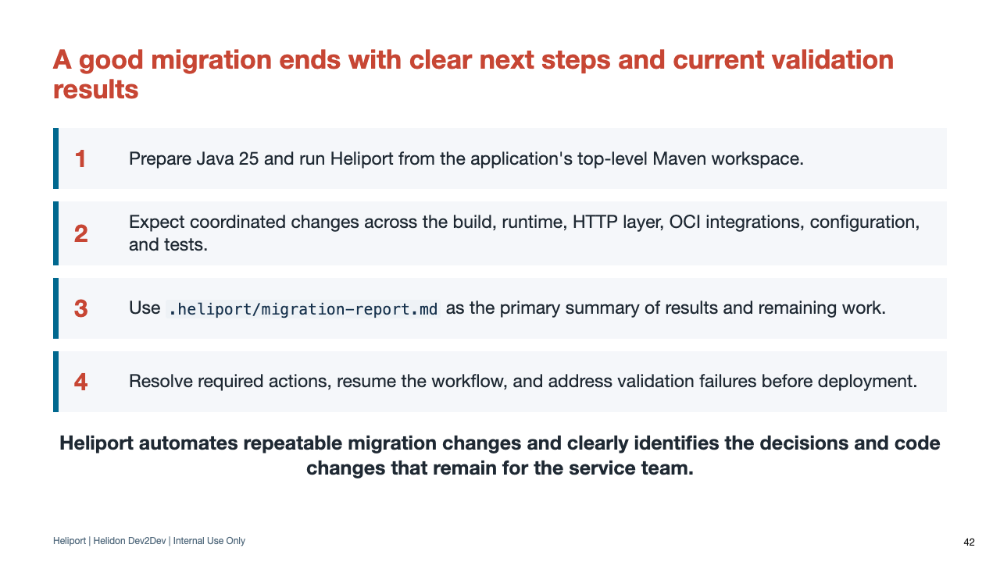 A good migration ends with clear next steps and current validation
results
1
Prepare Java 25 and run Heliport from the application's top-level Maven workspace.
2
Expect coordinated changes across the build, runtime, HTTP layer, OCI integrations, configuration,
and tests.
3
Use .heliport/migration-report.md as the primary summary of results and remaining work.
4
Resolve required actions, resume the workflow, and address validation failures before deployment.
Heliport automates repeatable migration changes and clearly identifies the decisions and code
changes that remain for the service team.
Heliport | Helidon Dev2Dev | Internal Use Only
42